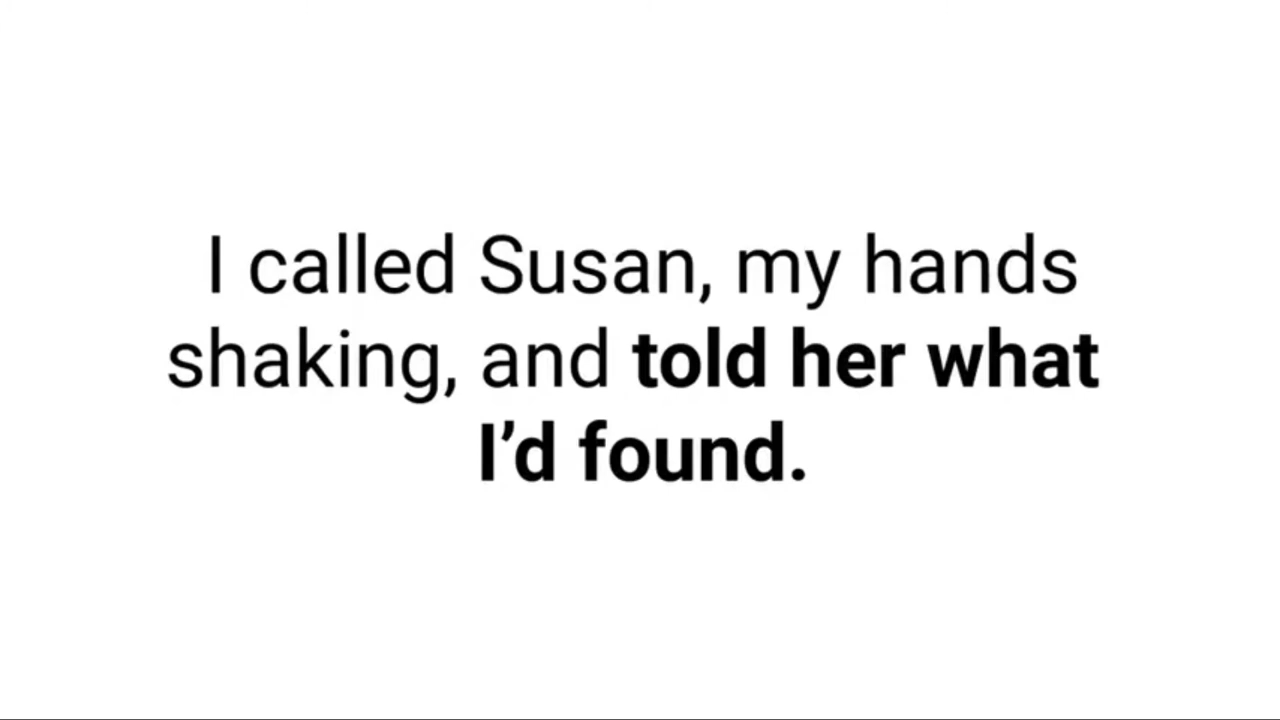 I called Susan, my hands
shaking, and told her what
I’d found.